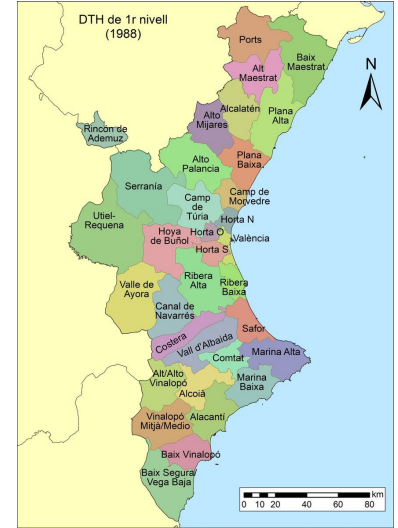 DTH de 1r nivell
(1988)
N
Ports
Baix
Maestrat
Alt
Maestrat
Alcalatén
Plana
Alta
Alto
Mijares
Rincón de
Ademuz
Plana
Baixa
Alto
Palancia
Serranía
Camp de
Morvedre
Camp
de
Túria
Utiel-
Requena
Horta N
Hoya
de Buñol
Horta O
València
Horta S
Valle de
Ayora
Ribera
Alta
Ribera
Baixa
Canal de
Navarrés
Safor
Costera
Vall d'Albaida
Comtat
Marina Alta
Alt/Alto
Vinalopó
Alcoià
Marina
Baixa
Vinalopó
Mitjà/Medio
Alacantí
Baix Vinalopó
Baix Segura/
Vega Baja
km
0 10 20 40 60 80